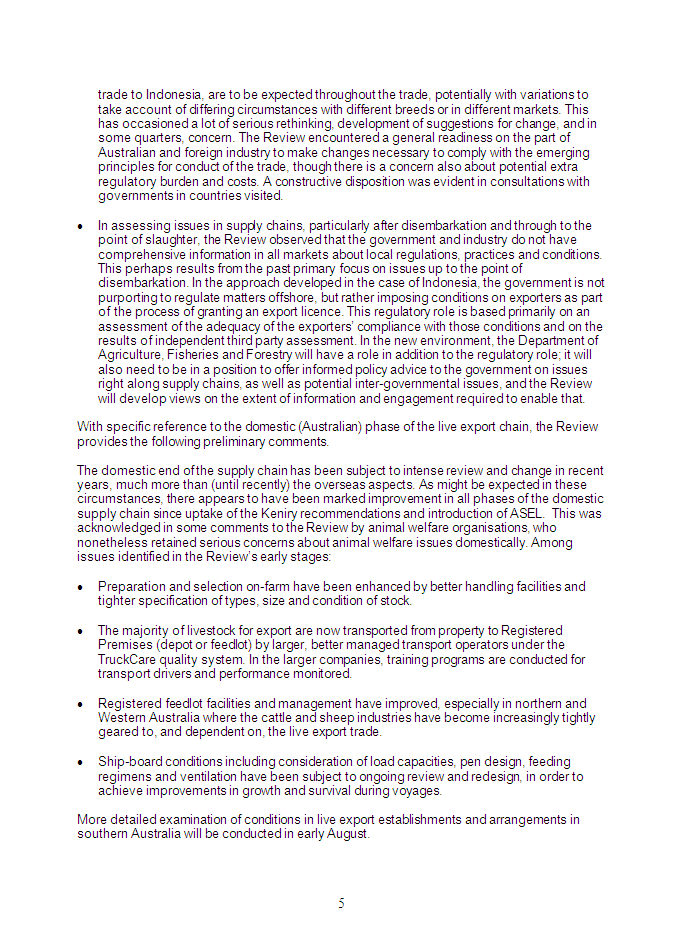 trade to Indonesia, are to be expected throughout the trade, potentially with variations to
take account of differing circumstances with different breeds or in different markets. This
has occasioned a lot of serious rethinking, development of suggestions for change, and in
some quarters, concern. The Review encountered a general readiness on the part of
Australian and foreign industry to make changes necessary to comply with the emerging
principles for conduct of the trade, though there is a concern also about potential extra
regulatory burden and costs. A constructive disposition was evident in consultations with
governments in countries visited.
• In assessing issues in supply chains, particularly after disembarkation and through to the
point of slaughter, the Review observed that the government and industry do not have
comprehensive information in all markets about local regulations, practices and conditions.
This perhaps results from the past primary focus on issues up to the point of
disembarkation. In the approach developed in the case of Indonesia, the government is not
purporting to regulate matters offshore, but rather imposing conditions on exporters as part
of the process of granting an export licence. This regulatory role is based primarily on an
assessment of the adequacy of the exporters' compliance with those conditions and on the
results of independent third party assessment. In the new environment, the Department of
Agriculture, Fisheries and Forestry will have a role in addition to the regulatory role; it will
also need to be in a position to offer informed policy advice to the government on issues
right along supply chains, as well as potential inter-governmental issues, and the Review
will develop views on the extent of information and engagement required to enable that.
With specific reference to the domestic (Australian) phase of the live export chain, the Review
provides the following preliminary comments.
The domestic end of the supply chain has been subject to intense review and change in recent
years, much more than (until recently) the overseas aspects. As might be expected in these
circumstances, there appears to have been marked improvement in all phases of the domestic
supply chain since uptake of the Keniry recommendations and introduction of ASEL. This was
acknowledged in some comments to the Review by animal welfare organisations, who
nonetheless retained serious concerns about animal welfare issues domestically. Among
issues identified in the Review's early stages:
• Preparation and selection on-farm have been enhanced by better handling facilities and
tighter specification of types, size and condition of stock.
• The majority of livestock for export are now transported from property to Registered
Premises (depot or feedlot) by larger, better managed transport operators under the
TruckCare quality system. In the larger companies, training programs are conducted for
transport drivers and performance monitored.
• Registered feedlot facilities and management have improved, especially in northern and
Western Australia where the cattle and sheep industries have become increasingly tightly
geared to, and dependent on, the live export trade.
• Ship-board conditions including consideration of load capacities, pen design, feeding
regimens and ventilation have been subject to ongoing review and redesign, in order to
achieve improvements in growth and survival during voyages.
More detailed examination of conditions in live export establishments and arrangements in
southern Australia will be conducted in early August.
5